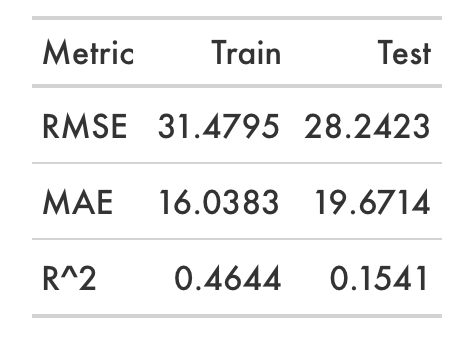 Metric Train Test
RMSE 31.4795 28.2423
MAE 16.0383 19.6714
R^2 0.4644 0.1541